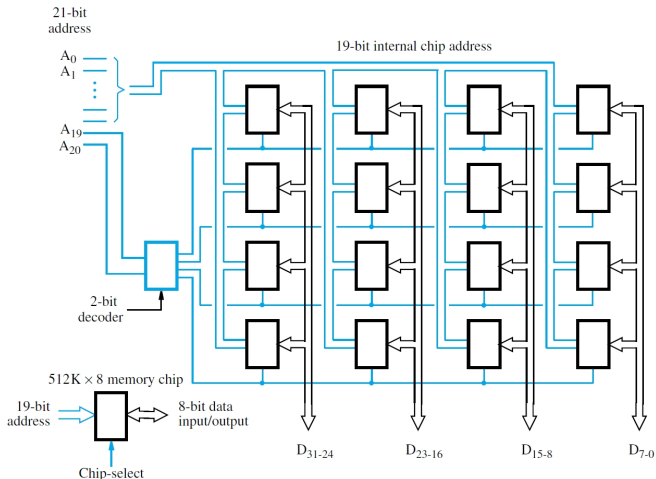 21-bit
address
A0
A1
A19
A20
19-bit internal chip address
2-bit
decoder
512K × 8 memory chip
19-bit
address
8-bit data
input/output
Chip-select
D31-24
D23-16
D15-8
D7-0